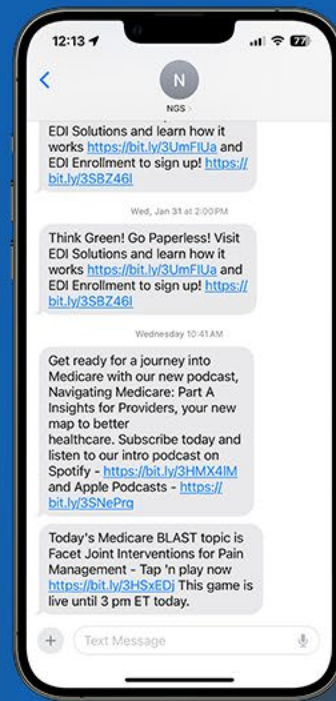 12:13
77
N
NGS
EDI Solutions and learn how it
works https://bit.ly/3UmFIUa and
EDI Enrollment to sign up! https://
bit.ly/3SBZ46I
Wed, Jan 31 at 2:00 PM
Think Green! Go Paperless! Visit
EDI Solutions and learn how it
works https://bit.ly/3UmFIUa and
EDI Enrollment to sign up! https://
bit.ly/3SBZ46I
Wednesday 10:41 AM
Get ready for a journey into
Medicare with our new podcast,
Navigating Medicare: Part A
Insights for Providers, your new
map to better
healthcare. Subscribe today and
listen to our intro podcast on
Spotify - https://bit.ly/3HMX4lM
and Apple Podcasts - https://
bit.ly/3SNePrq
Today's Medicare BLAST topic is
Facet Joint Interventions for Pain
Management - Tap 'n play now
https://bit.ly/3HSxEDj This game is
live until 3 pm ET today.
Text Message